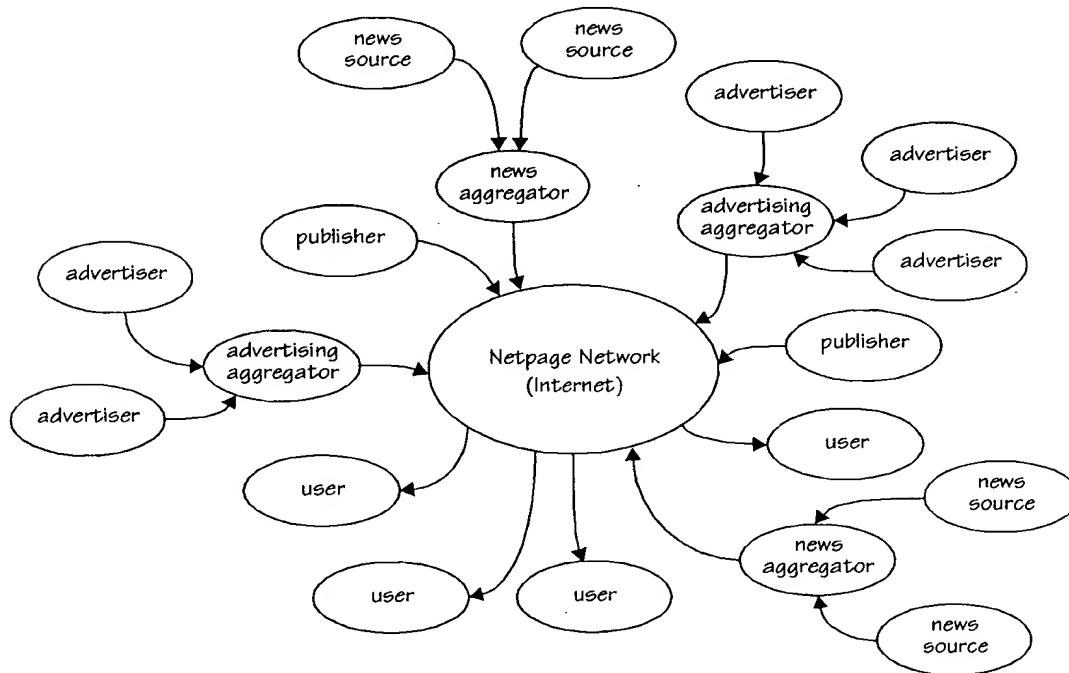 news
source
news
source
advertiser
advertiser
news
aggregator
advertising
aggregator
publisher
advertiser
advertiser
advertising
aggregator
Netpage Network
(Internet)
publisher
advertiser
user
user
news
source
news
aggregator
user
user
news
source